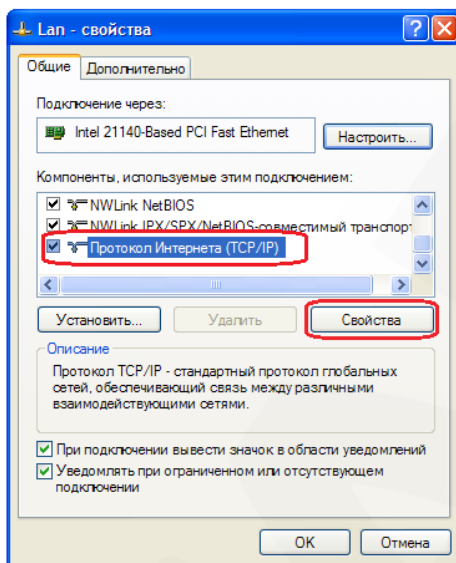 Lan - свойства
Общие
Дополнительно
Подключение через:
Intel 21140-Based PCI Fast Ethernet
Настроить...
Компоненты, используемые этим подключением:
NWLink NetBIOS
NWLink IPX/SPX/NetBIOS-совместимый транспорт
Протокол Интернета (TCP/IP)
Установить...
Удалить
Свойства
Описание
Протокол TCP/IP - стандартный протокол глобальных
сетей, обеспечивающий связь между различными
взаимодействующими сетями.
При подключении вывести значок в области уведомлений
Уведомлять при ограниченном или отсутствующем
подключении
OK
Отмена